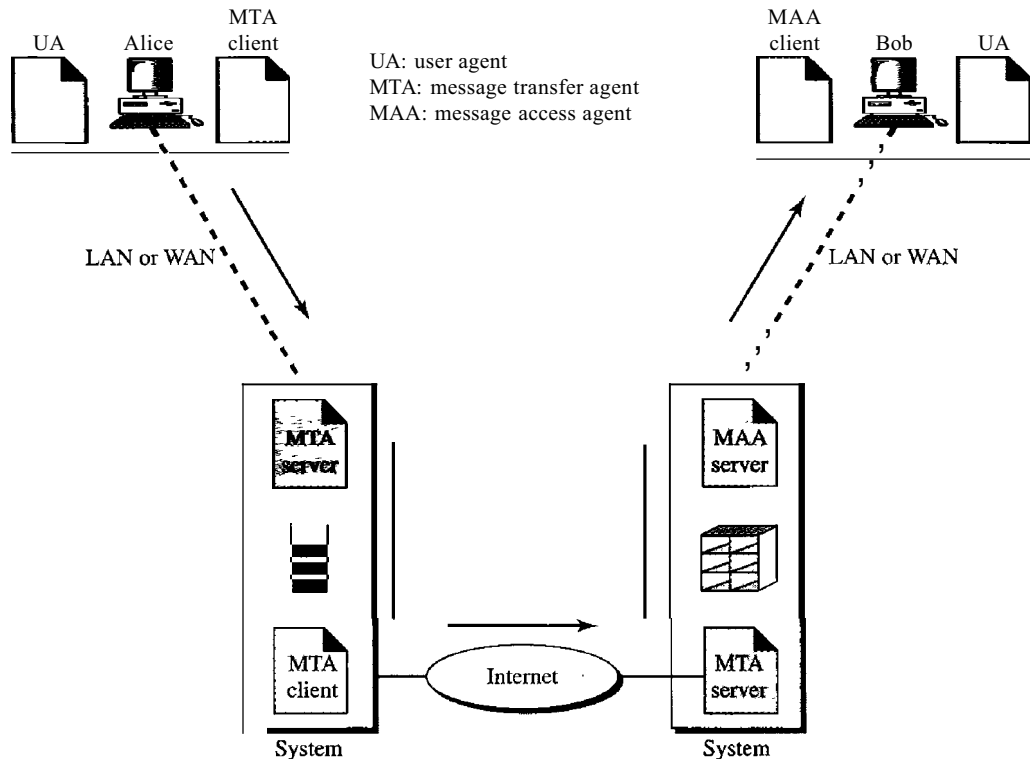 MTA
client
UA
Alice
UA: user agent
MTA: message transfer agent
MAA: message access agent
MAA
client
Bob
UA
LAN or WAN
LAN or WAN
MTA
server
MAA
server
MTA
client
Internet
MTA
server
System
System